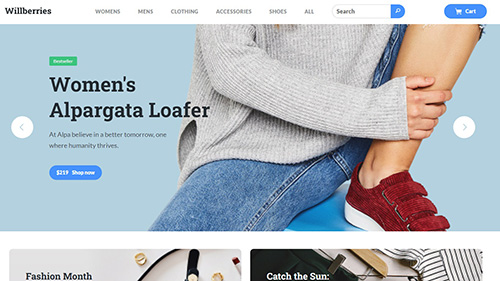 Willberries
WOMENS MENS CLOTHING ACCESSORIES SHOES ALL
Search
Cart
Bestseller
Women's
Alpargata Loafer
At Alpa believe in a better tomorrow, one
where humanity thrives.
$219 Shop now
Fashion Month
Catch the Sun: